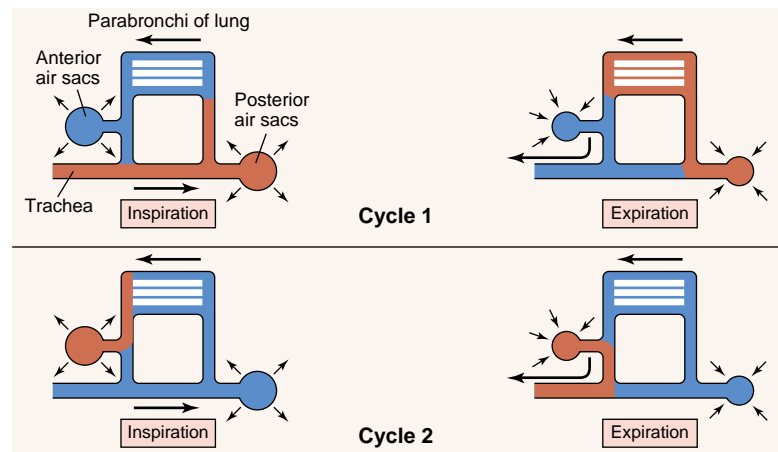 Parabronchi of lung
Anterior
air sacs
Posterior
air sacs
Trachea
Inspiration
Cycle 1
Expiration
Inspiration
Cycle 2
Expiration